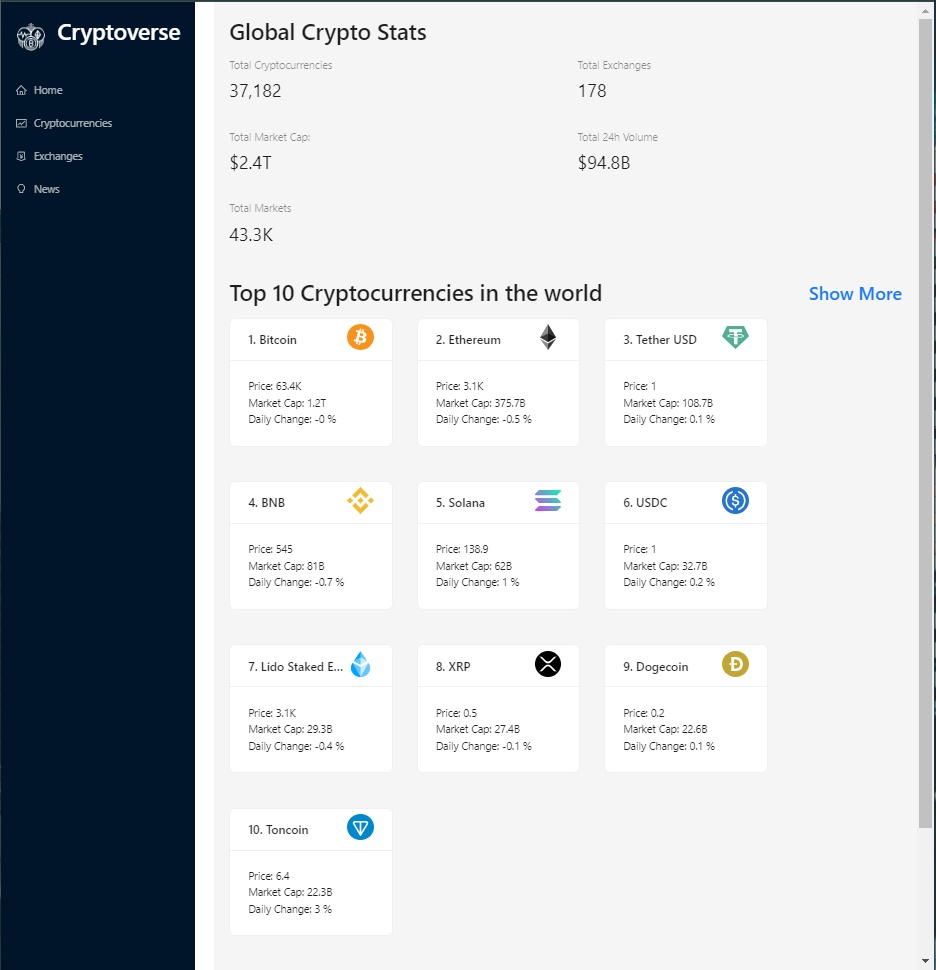 Cryptoverse
Home
Cryptocurrencies
Exchanges
News
Global Crypto Stats
Total Cryptocurrencies
37,182
Total Exchanges
178
Total Market Cap:
$2.4T
Total 24h Volume
$94.8B
Total Markets
43.3K
Top 10 Cryptocurrencies in the world
Show More
1. Bitcoin
Price: 63.4K
Market Cap: 1.2T
Daily Change: -0 %
2. Ethereum
Price: 3.1K
Market Cap: 375.7B
Daily Change: -0.5 %
3. Tether USD
Price: 1
Market Cap: 108.7B
Daily Change: 0.1 %
4. BNB
Price: 545
Market Cap: 81B
Daily Change: -0.7 %
5. Solana
Price: 138.9
Market Cap: 62B
Daily Change: 1 %
6. USDC
Price: 1
Market Cap: 32.7B
Daily Change: 0.2 %
7. Lido Staked E...
Price: 3.1K
Market Cap: 29.3B
Daily Change: -0.4 %
8. XRP
Price: 0.5
Market Cap: 27.4B
Daily Change: -0.1 %
9. Dogecoin
Price: 0.2
Market Cap: 22.6B
Daily Change: 0.1 %
10. Toncoin
Price: 6.4
Market Cap: 22.3B
Daily Change: 3 %